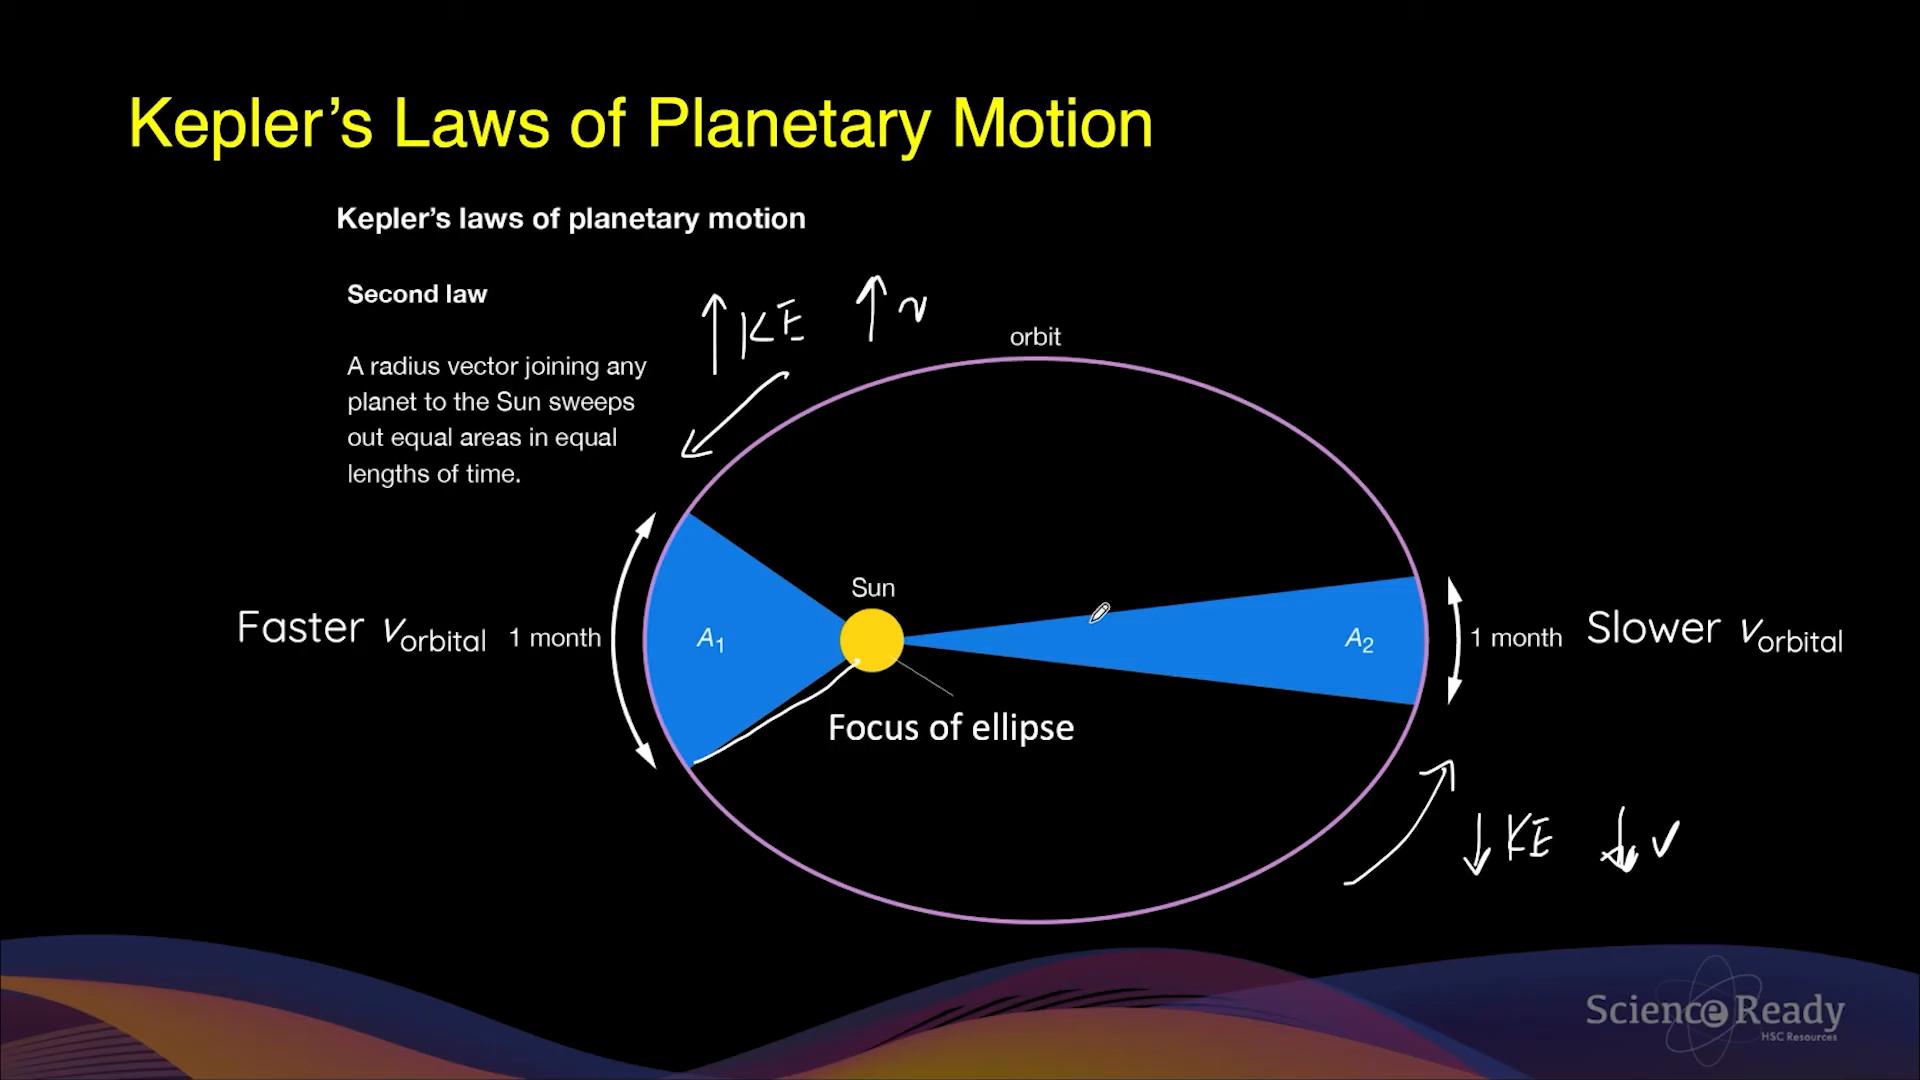 Kepler's Laws of Planetary Motion
Kepler's laws of planetary motion
Second law
↑ KE ↑ v
orbit
A radius vector joining any
planet to the Sun sweeps
out equal areas in equal
lengths of time.
Sun
Faster vorbital
1 month
A1
A2
1 month
Slower vorbital
Focus of ellipse
↓ KE ↓ v
Science Ready
HSC Resources